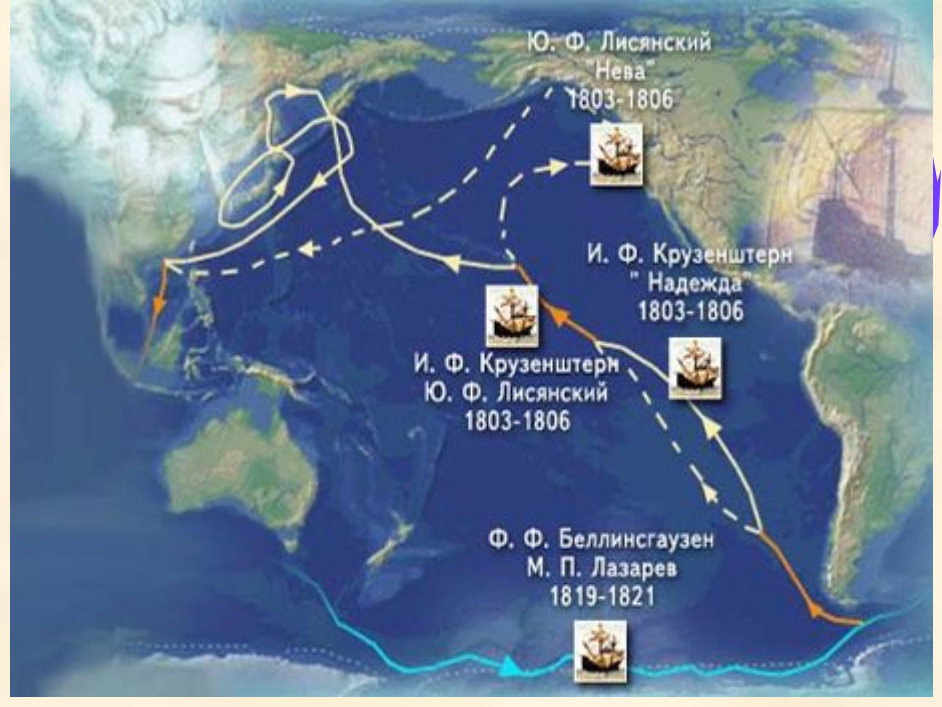 Ю. Ф. Лисянский
"Нева"
1803-1806
И. Ф. Крузенштерн
" Надежда"
1803-1806
И. Ф. Крузенштерн
Ю. Ф. Лисянский
1803-1806
Ф. Ф. Беллинсгаузен
М. П. Лазарев
1819-1821